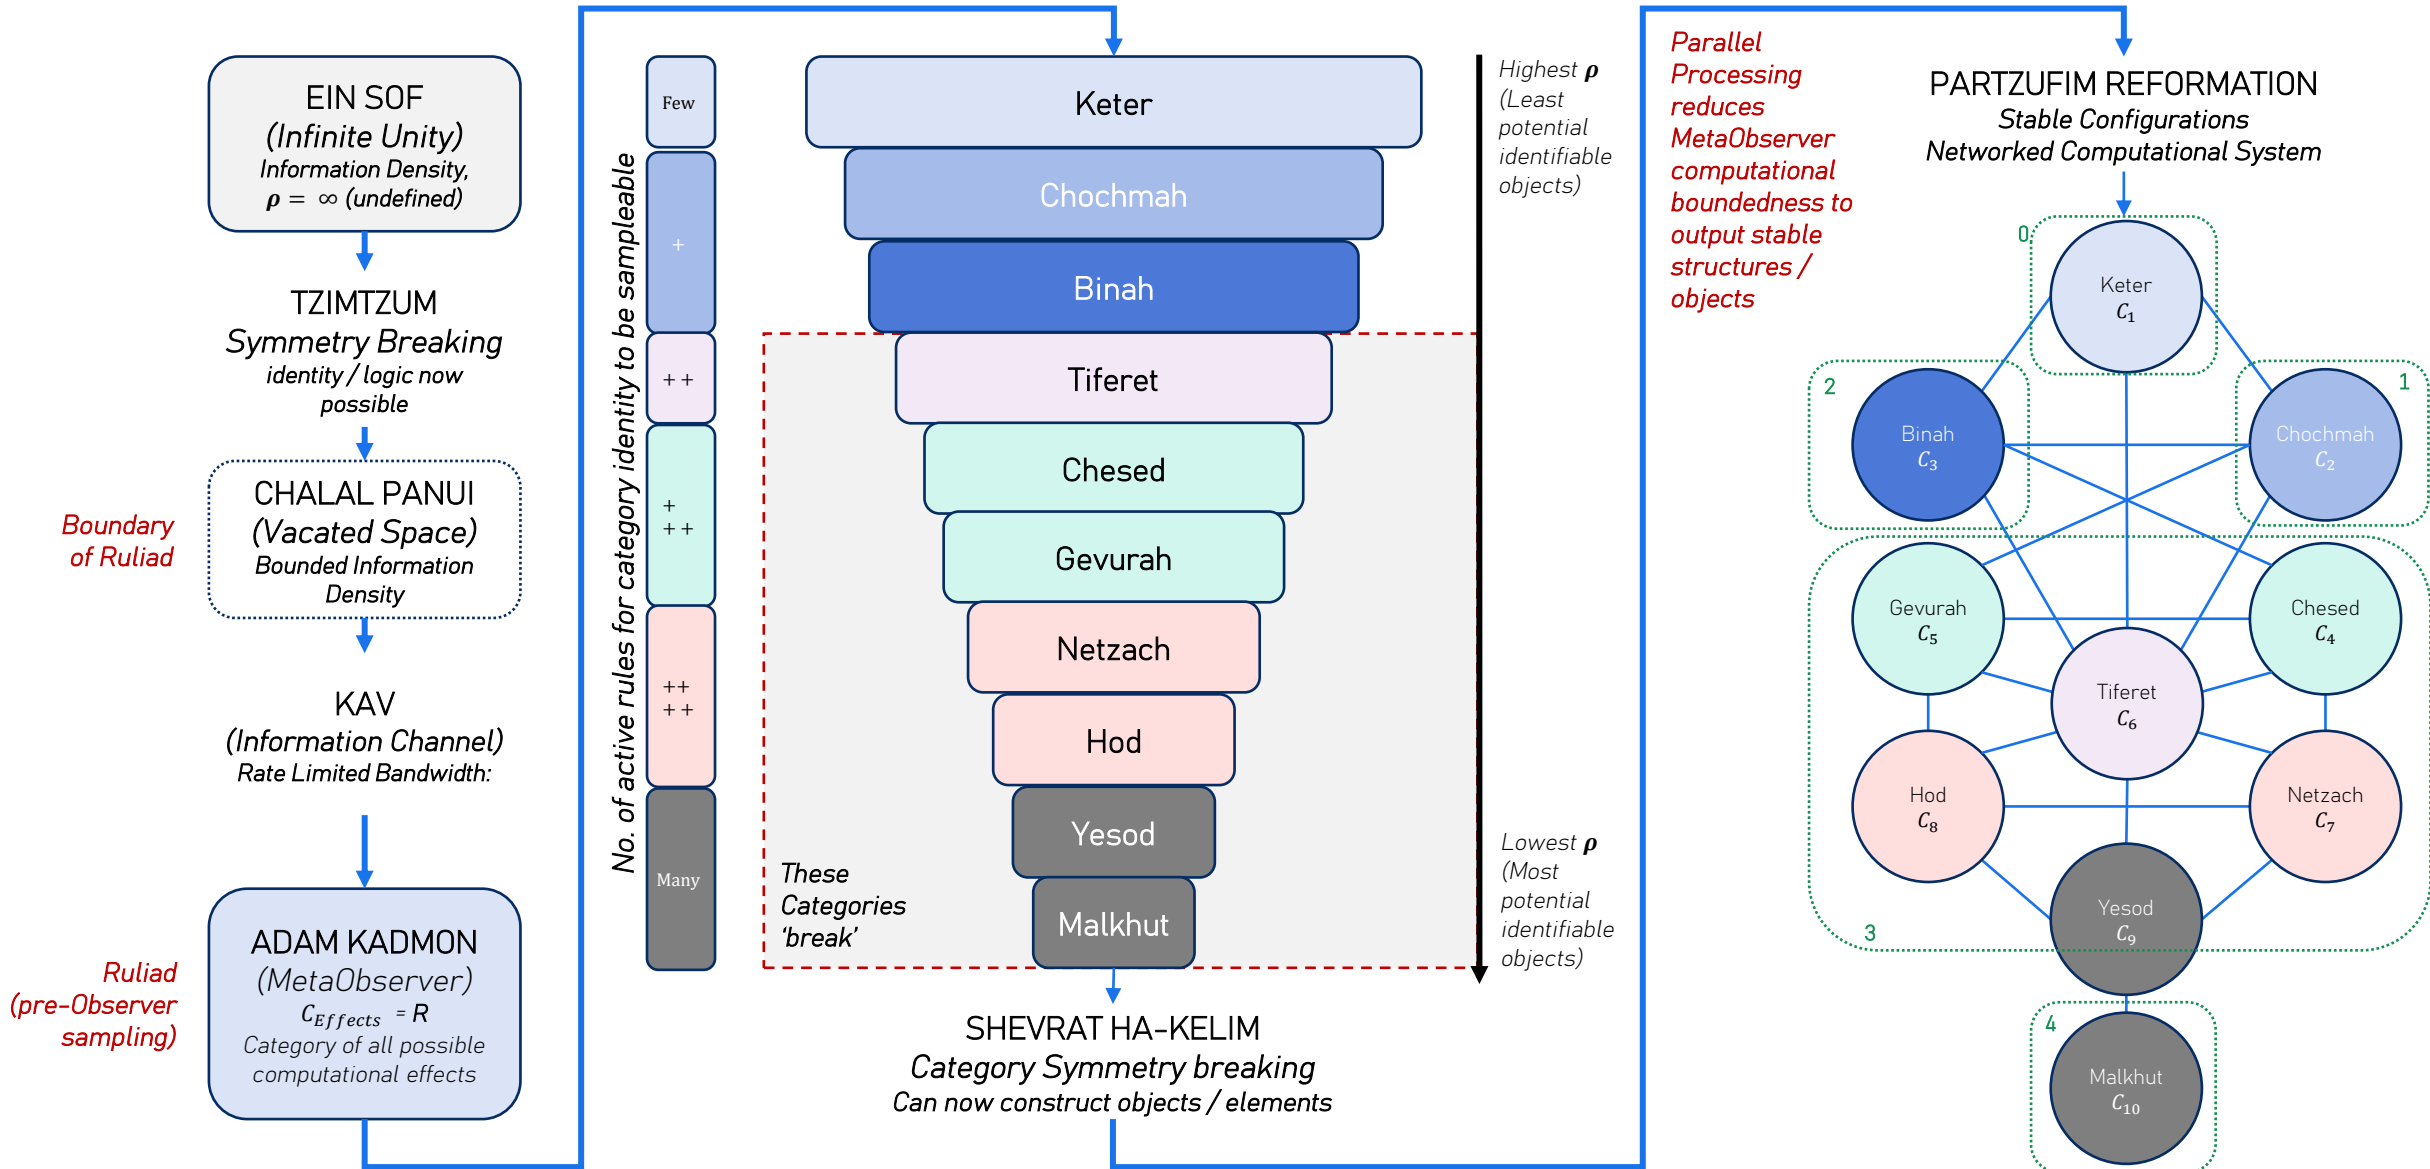 EIN SOF
(Infinite Unity)
Information Density,
ρ = ∞ (undefined)
TZIMTZUM
Symmetry Breaking
identity / logic now
possible
Boundary
of Ruliad
CHALAL PANUI
(Vacated Space)
Bounded Information
Density
KAV
(Information Channel)
Rate Limited Bandwidth:
Ruliad
(pre-Observer
sampling)
ADAM KADMON
(MetaObserver)
C_Effects = R
Category of all possible
computational effects
No. of active rules for category identity to be sampleable
Few
+
+ +
+
+ +
++
+ +
Many
Keter
Chochmah
Binah
Tiferet
Chesed
Gevurah
Netzach
Hod
Yesod
Malkhut
These
Categories
‘break’
Highest ρ
(Least
potential
identifiable
objects)
Lowest ρ
(Most
potential
identifiable
objects)
SHEVRAT HA-KELIM
Category Symmetry breaking
Can now construct objects / elements
Parallel
Processing
reduces
MetaObserver
computational
boundedness to
output stable
structures /
objects
PARTZUFIM REFORMATION
Stable Configurations
Networked Computational System
0
Keter
C₁
2
Binah
C₃
1
Chochmah
C₂
Gevurah
C₅
Chesed
C₄
Tiferet
C₆
Hod
C₈
Netzach
C₇
3
Yesod
C₉
4
Malkhut
C₁₀